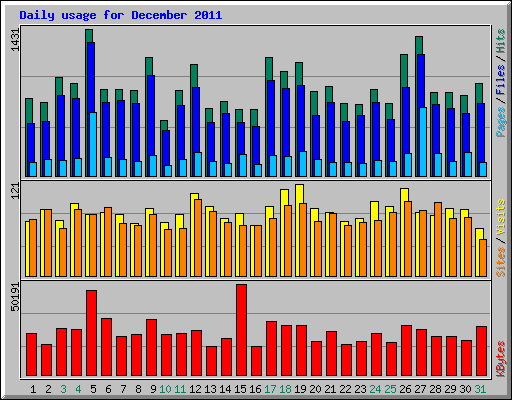 Daily usage for December 2011
1431
Pages / Files / Hits
121
Sites / Visits
50191
KBytes
1 2 3 4 5 6 7 8 9 10 11 12 13 14 15 16 17 18 19 20 21 22 23 24 25 26 27 28 29 30 31